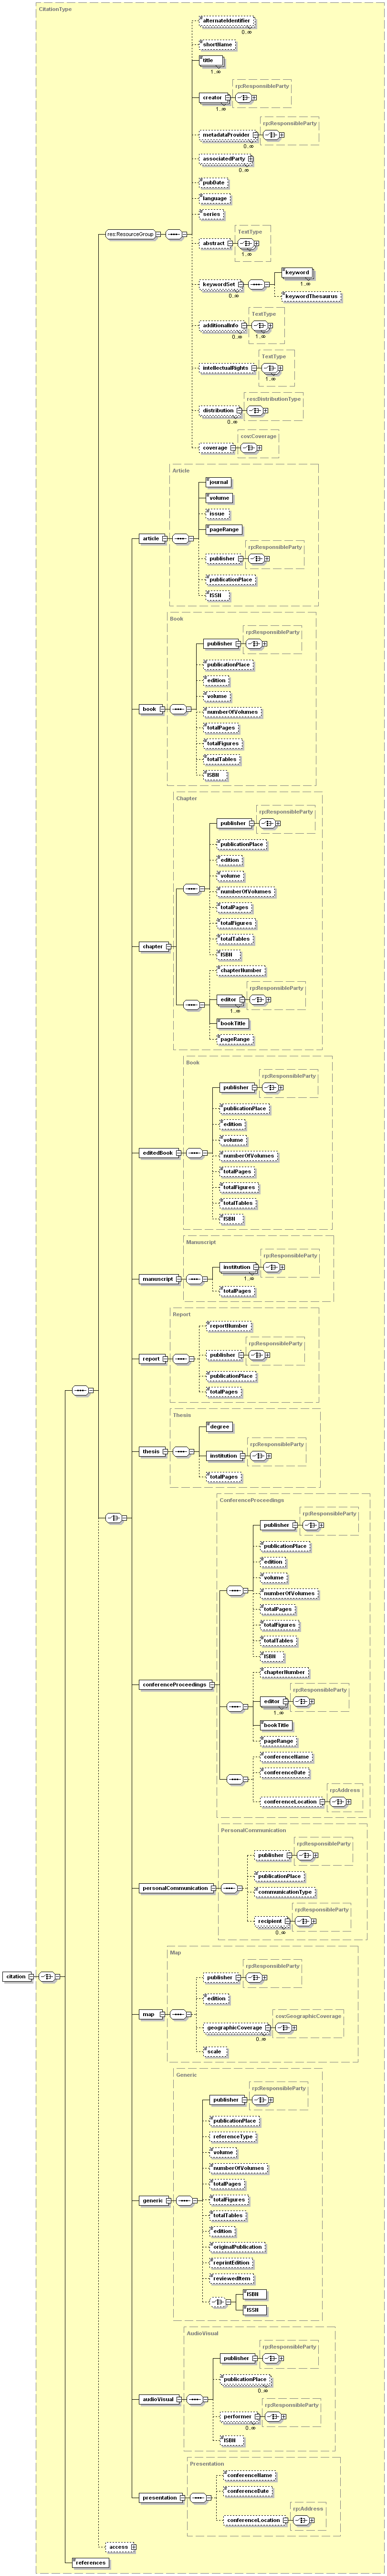 CitationType
alternateIdentifier
0..∞
shortName
title
1..∞
rp:ResponsibleParty
creator
1..∞
rp:ResponsibleParty
metadataProvider
0..∞
associatedParty
0..∞
pubDate
language
series
res:ResourceGroup
TextType
abstract
1..∞
keywordSet
0..∞
keyword
1..∞
keywordThesaurus
TextType
additionalInfo
0..∞
1..∞
TextType
intellectualRights
1..∞
res:DistributionType
distribution
0..∞
cov:Coverage
coverage
Article
journal
volume
issue
pageRange
article
rp:ResponsibleParty
publisher
publicationPlace
ISSN
Book
rp:ResponsibleParty
publisher
publicationPlace
edition
volume
book
numberOfVolumes
totalPages
totalFigures
totalTables
ISBN
Chapter
rp:ResponsibleParty
publisher
publicationPlace
edition
volume
numberOfVolumes
totalPages
totalFigures
totalTables
chapter
ISBN
chapterNumber
rp:ResponsibleParty
editor
1..∞
bookTitle
pageRange
Book
rp:ResponsibleParty
publisher
publicationPlace
edition
volume
editedBook
numberOfVolumes
totalPages
totalFigures
totalTables
ISBN
Manuscript
rp:ResponsibleParty
institution
1..∞
manuscript
totalPages
Report
reportNumber
rp:ResponsibleParty
publisher
report
publicationPlace
totalPages
Thesis
degree
rp:ResponsibleParty
thesis
institution
totalPages
ConferenceProceedings
rp:ResponsibleParty
publisher
publicationPlace
edition
volume
numberOfVolumes
totalPages
totalFigures
totalTables
ISBN
chapterNumber
conferenceProceedings
rp:ResponsibleParty
editor
1..∞
bookTitle
pageRange
conferenceName
conferenceDate
rp:Address
conferenceLocation
PersonalCommunication
rp:ResponsibleParty
publisher
publicationPlace
personalCommunication
communicationType
rp:ResponsibleParty
recipient
0..∞
citation
Map
rp:ResponsibleParty
publisher
edition
map
cov:GeographicCoverage
geographicCoverage
0..∞
scale
Generic
rp:ResponsibleParty
publisher
publicationPlace
referenceType
volume
numberOfVolumes
totalPages
generic
totalFigures
totalTables
edition
originalPublication
reprintEdition
reviewedItem
ISBN
ISSN
AudioVisual
rp:ResponsibleParty
publisher
publicationPlace
0..∞
audioVisual
rp:ResponsibleParty
performer
0..∞
ISBN
Presentation
conferenceName
conferenceDate
presentation
rp:Address
conferenceLocation
access
references